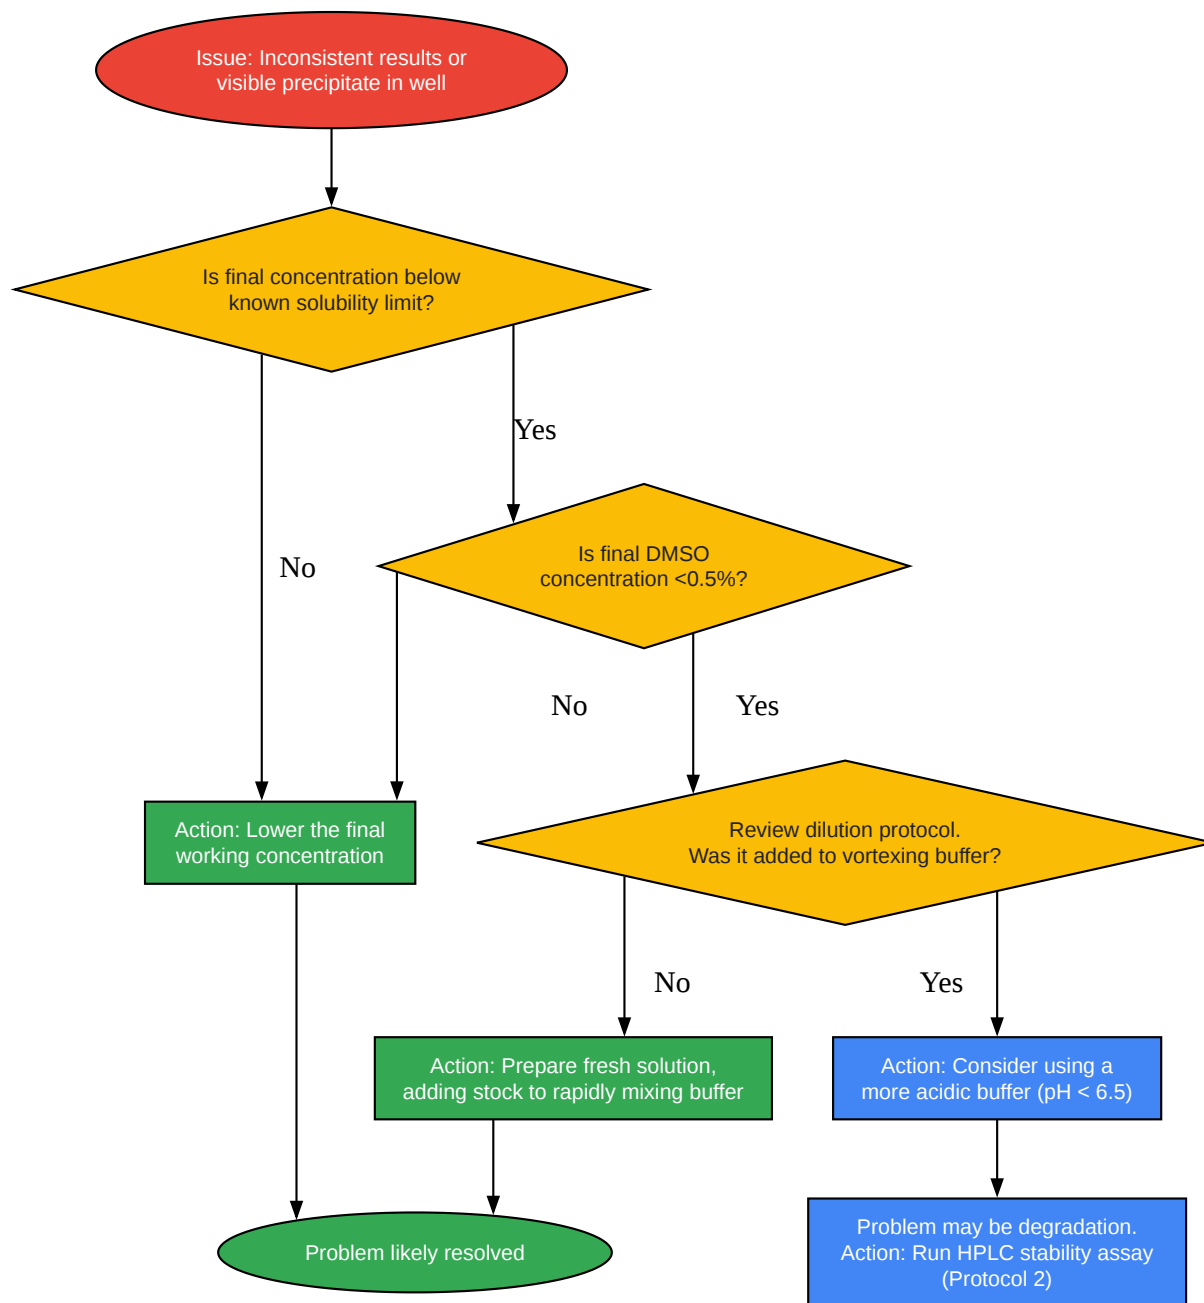 Issue: Inconsistent results or
visible precipitate in well
Is final concentration below
known solubility limit?
Yes
No
Is final DMSO
concentration <0.5%?
No
Yes
Action: Lower the final
working concentration
Review dilution protocol.
Was it added to vortexing buffer?
No
Yes
Action: Prepare fresh solution,
adding stock to rapidly mixing buffer
Action: Consider using a
more acidic buffer (pH < 6.5)
Problem likely resolved
Problem may be degradation.
Action: Run HPLC stability assay
(Protocol 2)